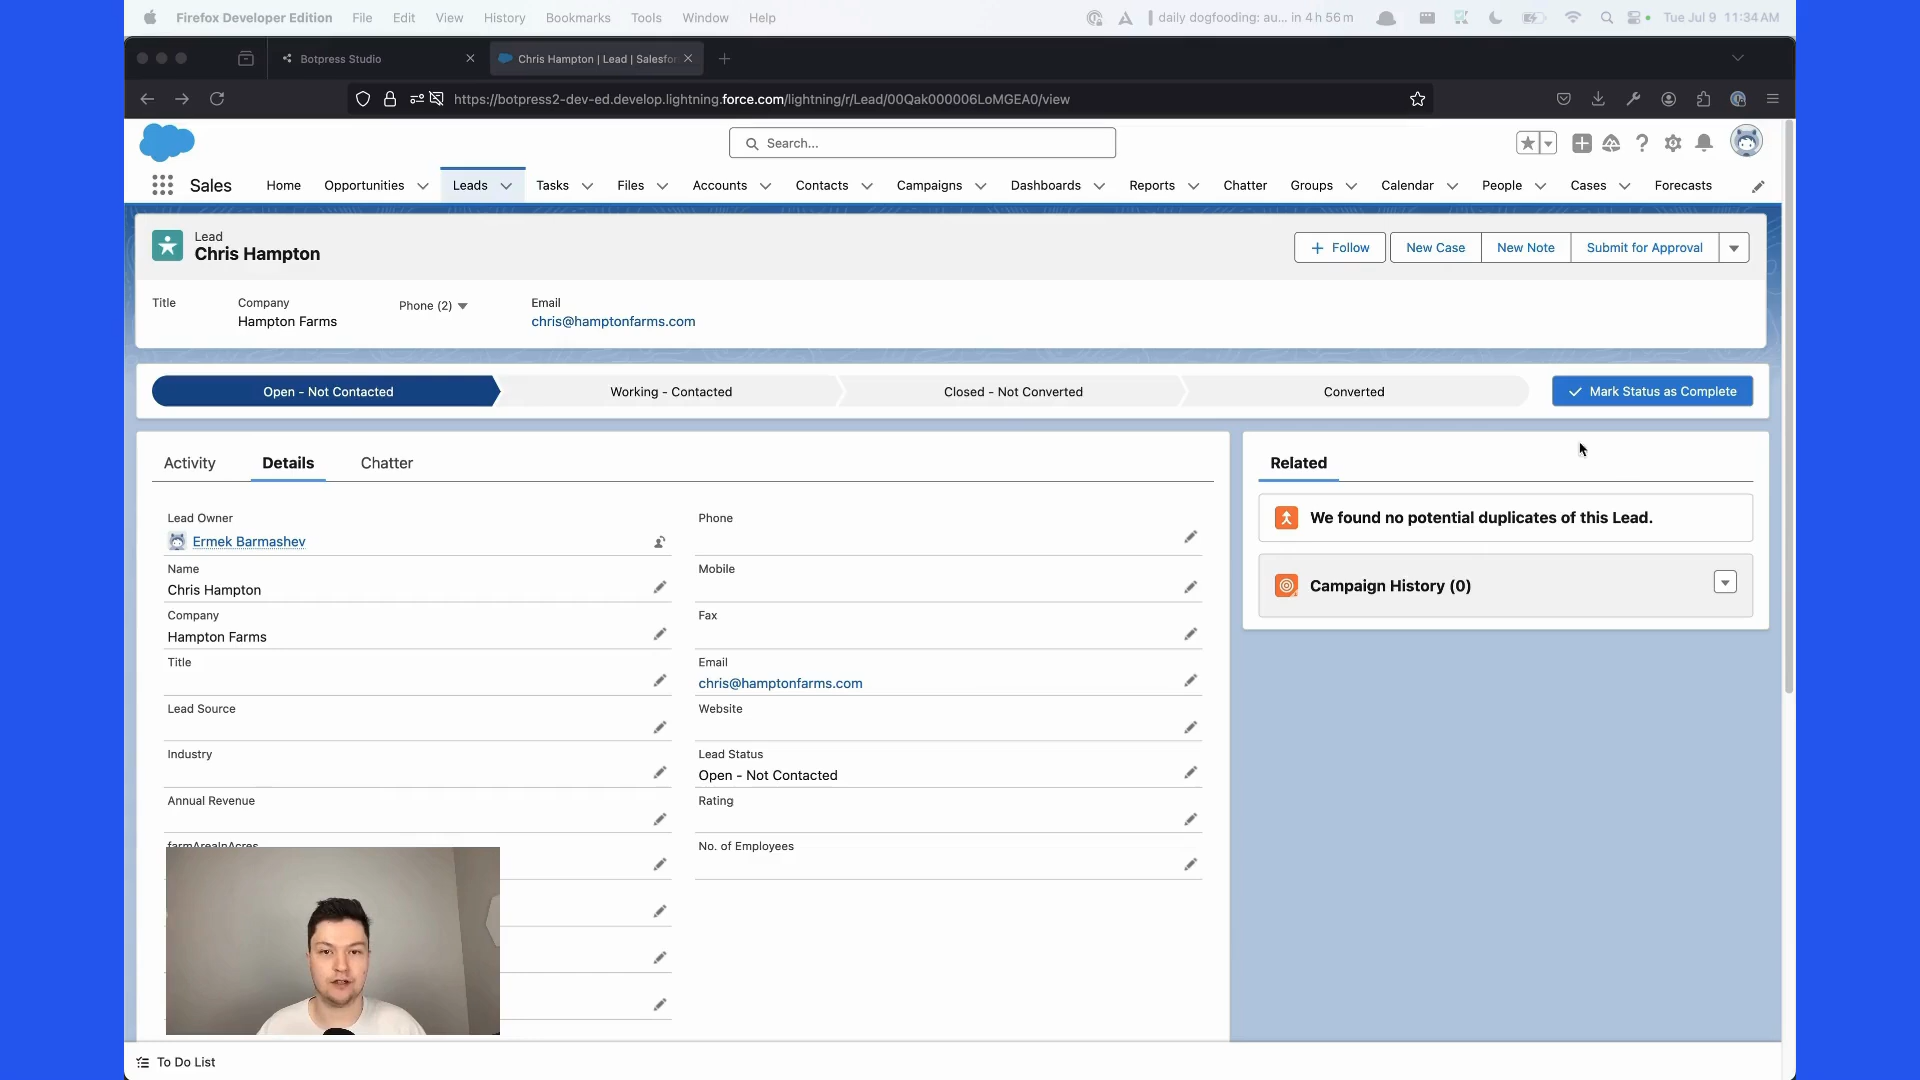 Firefox Developer Edition File Edit View History Bookmarks Tools Window Help daily dogfooding: au... in 4 h 56 m Tue Jul 9 11:34 AM
Botpress Studio Chris Hampton | Lead | Salesfor
https://botpress2-dev-ed.develop.lightning.force.com/lightning/r/Lead/00Qak000006LoMGEA0/view
Search...
Sales Home Opportunities Leads Tasks Files Accounts Contacts Campaigns Dashboards Reports Chatter Groups Calendar People Cases Forecasts
Lead
Chris Hampton
Follow New Case New Note Submit for Approval
Title Company Phone (2) Email
Hampton Farms chris@hamptonfarms.com
Open - Not Contacted Working - Contacted Closed - Not Converted Converted Mark Status as Complete
Activity Details Chatter
Related
Lead Owner Phone
Ermek Barmashev
We found no potential duplicates of this Lead.
Name Mobile
Chris Hampton
Campaign History (0)
Company Fax
Hampton Farms
Title Email
chris@hamptonfarms.com
Lead Source Website
Industry Lead Status
Open - Not Contacted
Annual Revenue Rating
farmAreaInAcres No. of Employees
To Do List